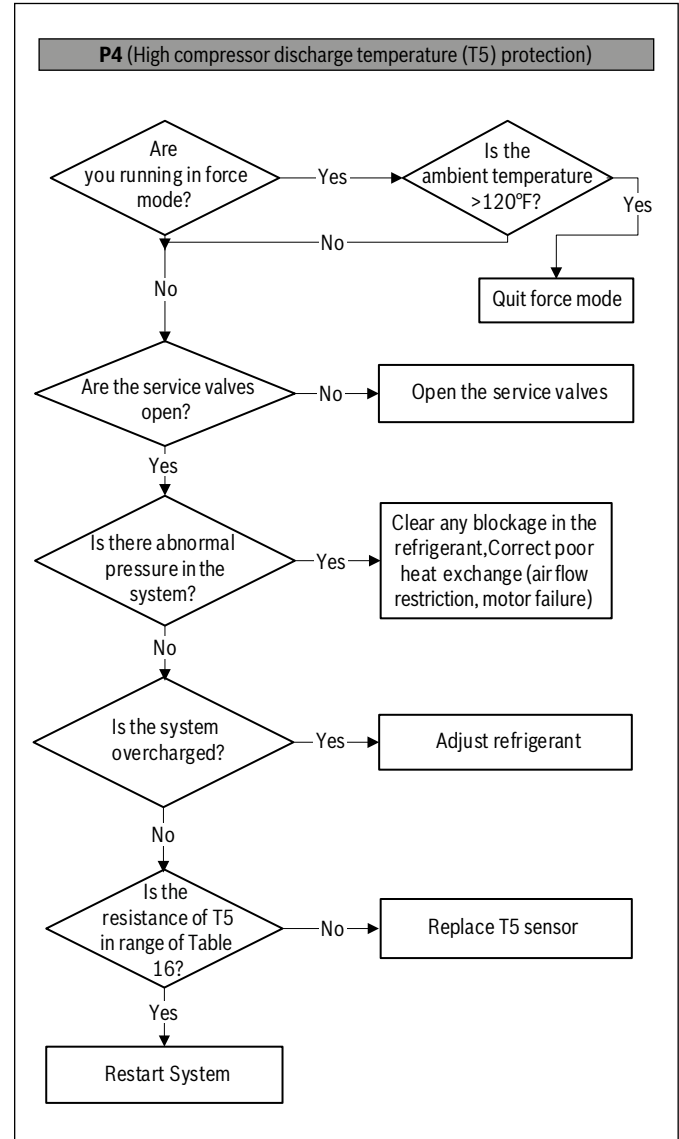 P4 (High compressor discharge temperature (T5) protection)
Are
you running in force
mode?
Yes
Is the
ambient temperature
>120°F?
Yes
No
No
Quit force mode
Are the service valves
open?
No
Open the service valves
Yes
Is there abnormal
pressure in the
system?
Yes
Clear any blockage in the
refrigerant,Correct poor
heat exchange (air flow
restriction, motor failure)
No
Is the system
overcharged?
Yes
Adjust refrigerant
No
Is the
resistance of T5
in range of Table
16?
No
Replace T5 sensor
Yes
Restart System